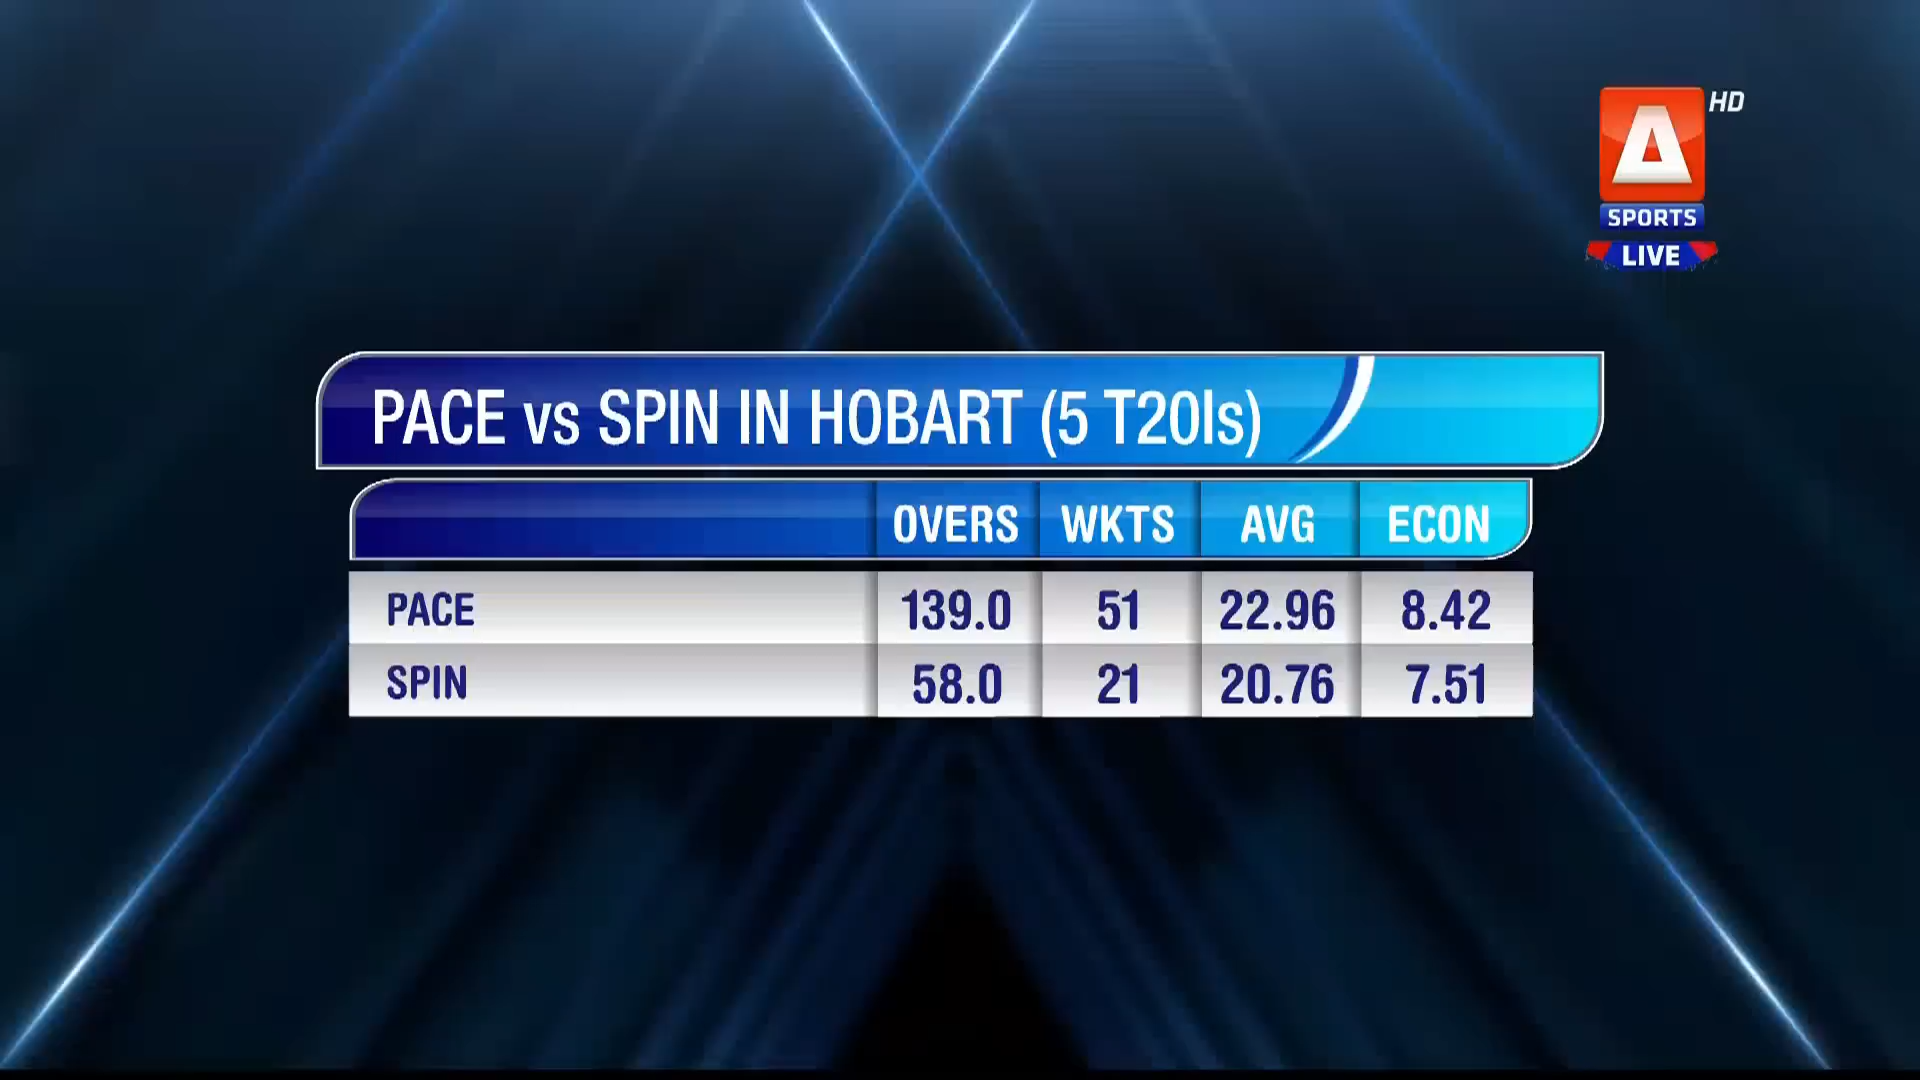 HD
A
SPORTS
LIVE
PACE vs SPIN IN HOBART (5 T20Is)
OVERS WKTS AVG ECON
PACE 139.0 51 22.96 8.42
SPIN 58.0 21 20.76 7.51